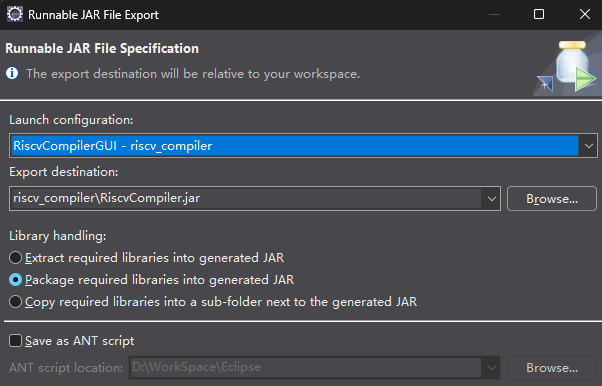 Runnable JAR File Export
Runnable JAR File Specification
The export destination will be relative to your workspace.
Launch configuration:
RiscvCompilerGUI - riscv_compiler
Export destination:
riscv_compiler\RiscvCompiler.jar
Browse...
Library handling:
Extract required libraries into generated JAR
Package required libraries into generated JAR
Copy required libraries into a sub-folder next to the generated JAR
Save as ANT script
ANT script location:
D:\WorkSpace\Eclipse
Browse...